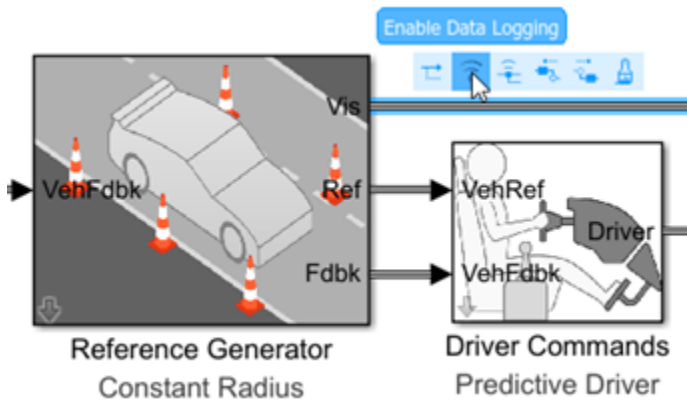 Enable Data Logging
Vis
VehFdbk
Ref
Fdbk
VehRef
Driver
VehFdbk
Reference Generator
Constant Radius
Driver Commands
Predictive Driver